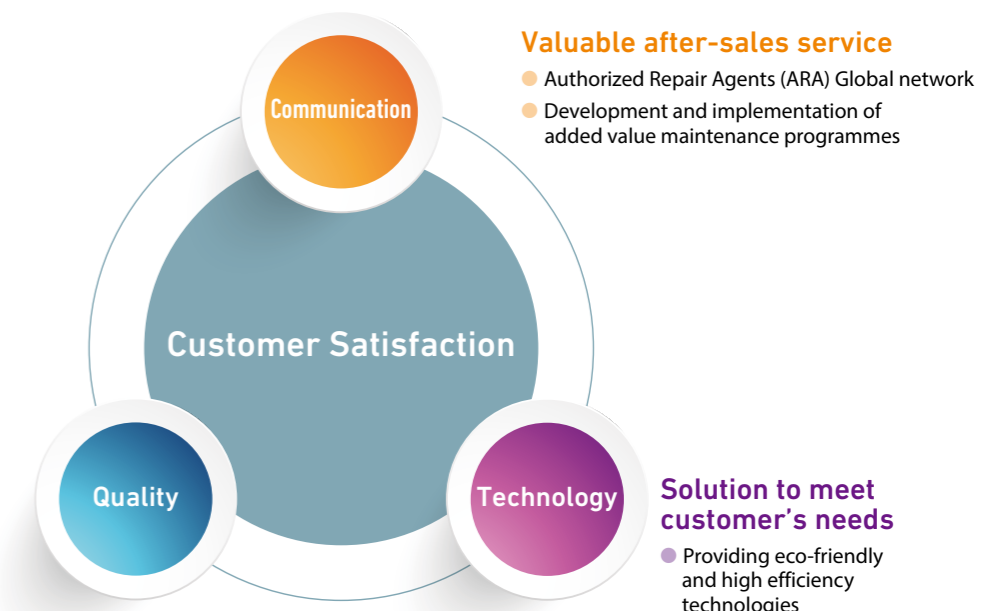 Valuable after-sales service
Authorized Repair Agents (ARA) Global network
Development and implementation of
added value maintenance programmes
Communication
Customer Satisfaction
Quality
Technology
Solution to meet
customer's needs
Providing eco-friendly
and high efficiency
technologies